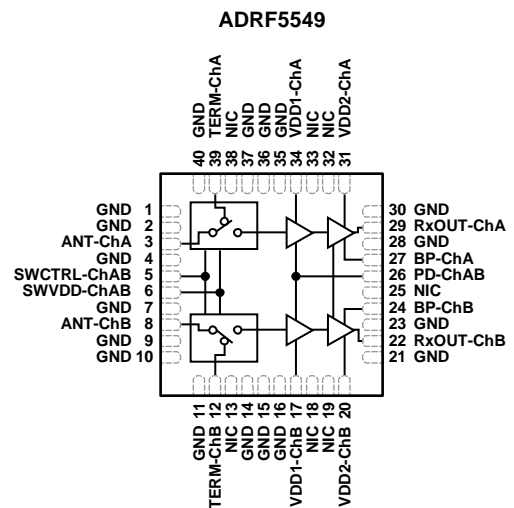 ADRF5549
40 GND
39 TERM-ChA
38 NIC
37 GND
36 GND
35 GND
34 VDD1-ChA
33 NIC
32 NIC
31 VDD2-ChA
GND 1
GND 2
ANT-ChA 3
GND 4
SWCTRL-ChAB 5
SWVDD-ChAB 6
GND 7
ANT-ChB 8
GND 9
GND 10
30 GND
29 RxOUT-ChA
28 GND
27 BP-ChA
26 PD-ChAB
25 NIC
24 BP-ChB
23 GND
22 RxOUT-ChB
21 GND
GND 11
TERM-ChB 12
NIC 13
GND 14
GND 15
GND 16
VDD1-ChB 17
NIC 18
NIC 19
VDD2-ChB 20